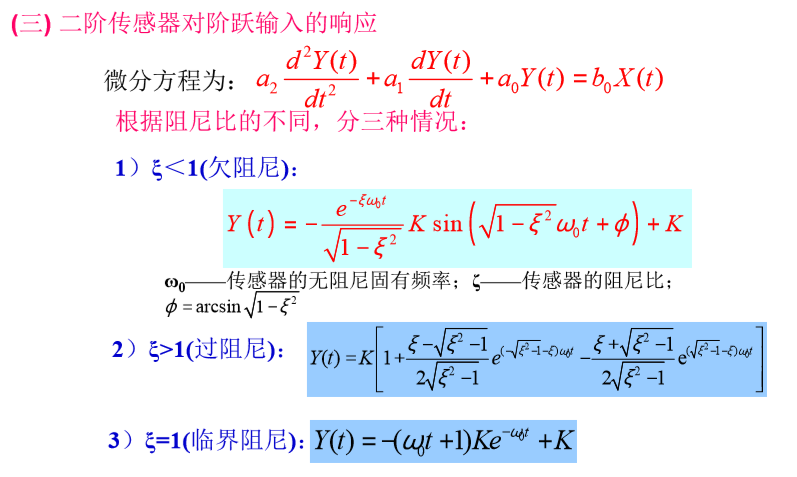 (三) 二阶传感器对阶跃输入的响应
微分方程为： a₂ d²Y(t)/dt² + a₁ dY(t)/dt + a₀Y(t) = b₀X(t)
根据阻尼比的不同，分三种情况：
1）ξ＜1(欠阻尼)：
Y(t) = − e^(−ξω₀t)/√(1−ξ²) K sin(√(1−ξ²) ω₀t + ϕ) + K
ω₀——传感器的无阻尼固有频率；ζ——传感器的阻尼比；
ϕ = arcsin √(1−ξ²)
2）ξ>1(过阻尼)： Y(t) = K[1 + (ξ−√(ξ²−1))/(2√(ξ²−1)) e^((−√(ξ²−1)−ξ)ω₀t) − (ξ+√(ξ²−1))/(2√(ξ²−1)) e^((√(ξ²−1)−ξ)ω₀t)]
3）ξ=1(临界阻尼)： Y(t) = −(ω₀t +1)Ke^(−ω₀t) + K